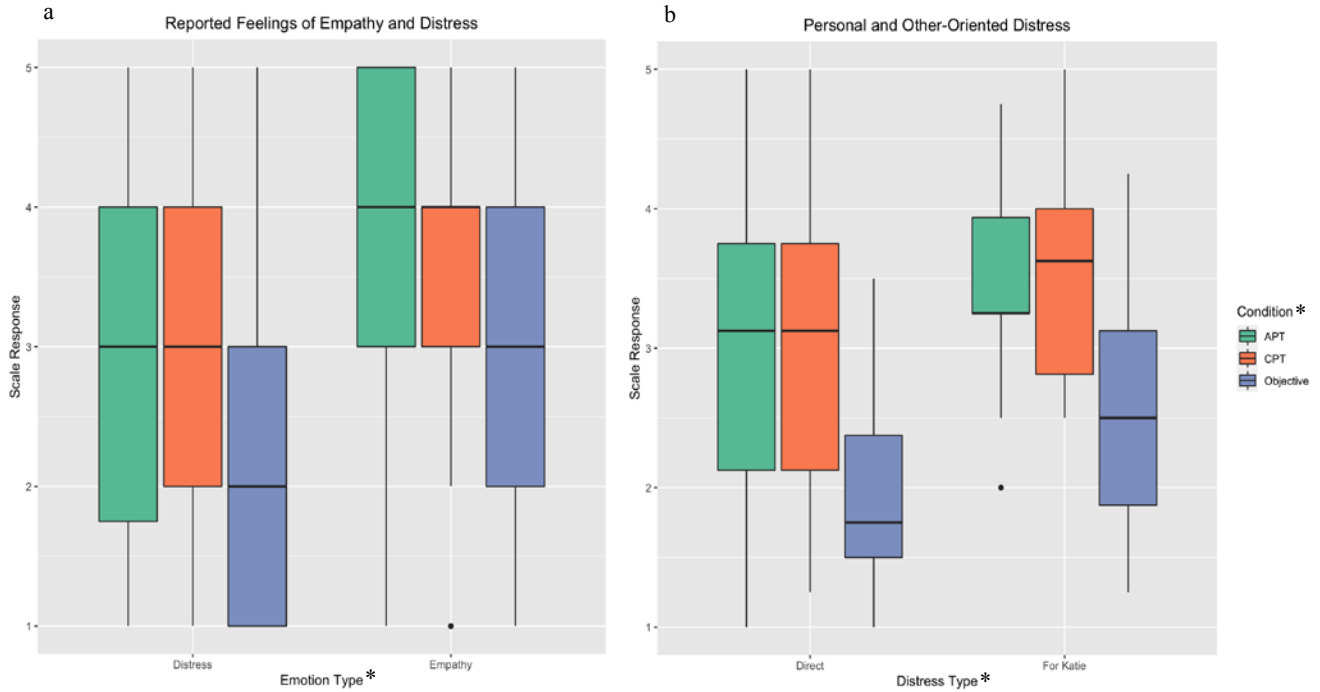 a
Reported Feelings of Empathy and Distress
5
4
3
2
1
Scale Response
Distress
Empathy
Emotion Type*
b
Personal and Other-Oriented Distress
5
4
3
2
1
Scale Response
Direct
For Katie
Distress Type*
Condition*
APT
CPT
Objective